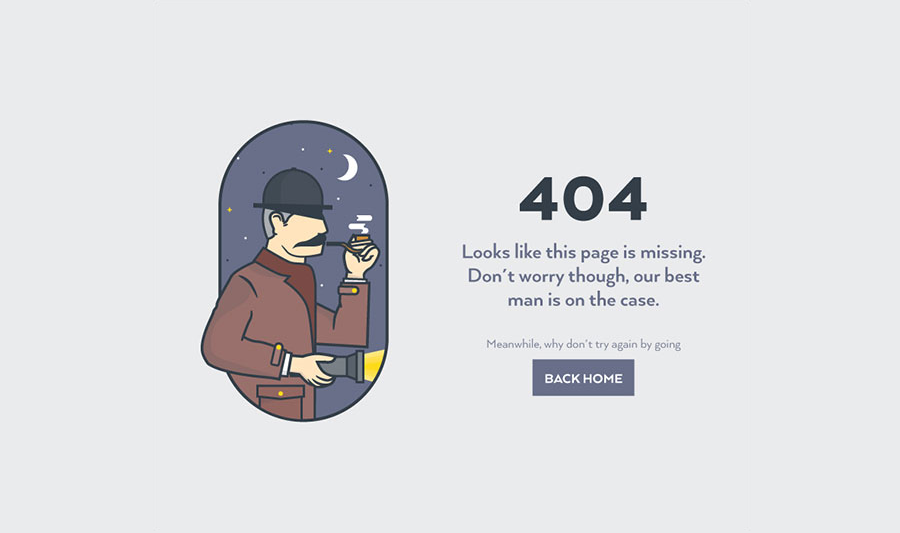 404
Looks like this page is missing.
Don't worry though, our best
man is on the case.
Meanwhile, why don't try again by going
BACK HOME